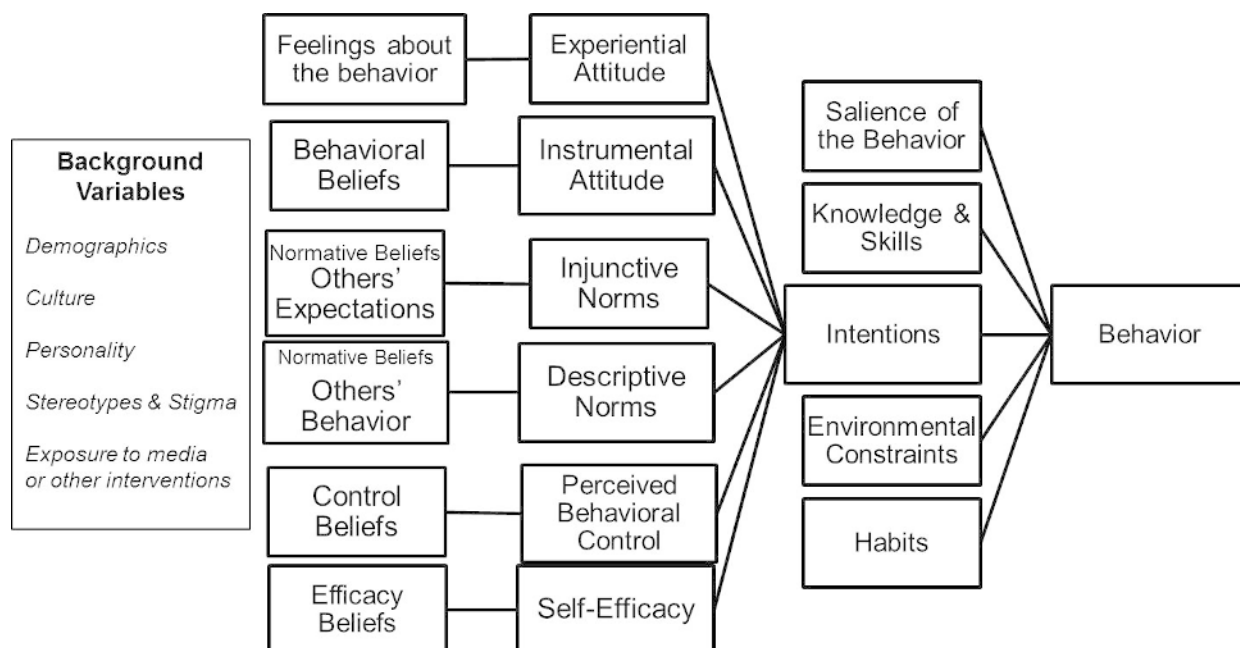 Background
Variables
Demographics
Culture
Personality
Stereotypes & Stigma
Exposure to media
or other interventions
Feelings about
the behavior
Behavioral
Beliefs
Normative Beliefs
Others’
Expectations
Normative Beliefs
Others’
Behavior
Control
Beliefs
Efficacy
Beliefs
Experiential
Attitude
Instrumental
Attitude
Injunctive
Norms
Descriptive
Norms
Perceived
Behavioral
Control
Self-Efficacy
Salience of
the Behavior
Knowledge &
Skills
Intentions
Environmental
Constraints
Habits
Behavior